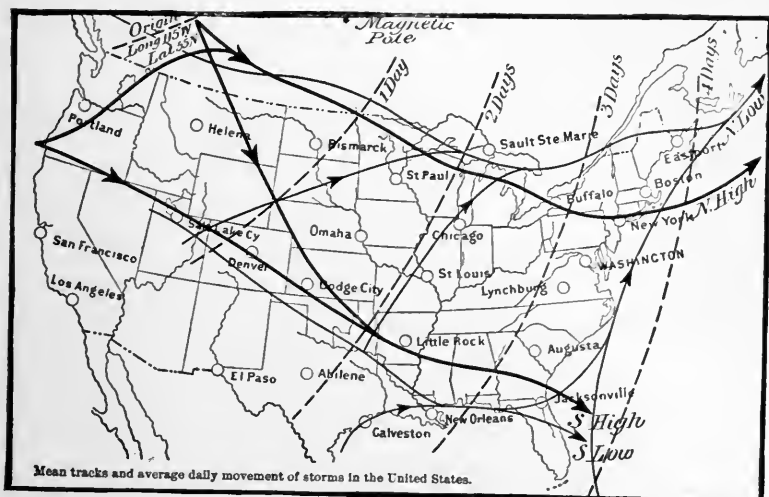 Magnetic
Pole
Origin
Long 115 W
Lat 55 N
1 Day
2 Days
3 Days
4 Days
N. Low
N. High
Portland
Helena
Bismarck
Sault Ste Marie
St Paul
Eastport
Boston
Buffalo
New York
Salt Lake Cy
Omaha
Chicago
San Francisco
Denver
WASHINGTON
Los Angeles
Dodge City
St Louis
Lynchburg
Little Rock
Augusta
El Paso
Abilene
Jacksonville
Galveston
New Orleans
S High
S Low
Mean tracks and average daily movement of storms in the United States.